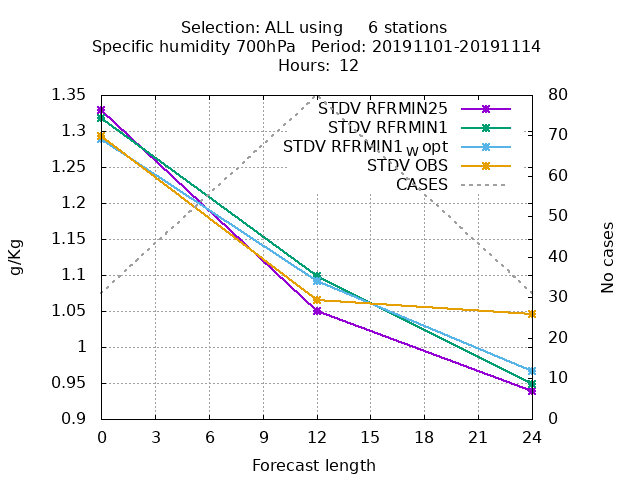 Selection: ALL using 6 stations
Specific humidity 700hPa Period: 20191101-20191114
Hours: 12
1.35
1.3
1.25
1.2
1.15
1.1
1.05
1
0.95
0.9
80
70
60
50
40
30
20
10
0
STDV RFRMIN25
STDV RFRMIN1
STDV RFRMIN1 W opt
STDV OBS
CASES
g/Kg
No cases
0 3 6 9 12 15 18 21 24
Forecast length